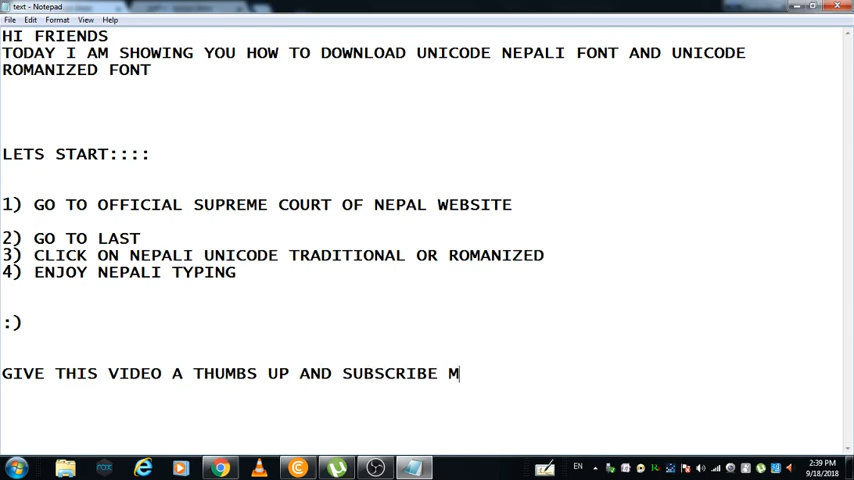 text - Notepad
File Edit Format View Help
HI FRIENDS
TODAY I AM SHOWING YOU HOW TO DOWNLOAD UNICODE NEPALI FONT AND UNICODE
ROMANIZED FONT
LETS START::::
1) GO TO OFFICIAL SUPREME COURT OF NEPAL WEBSITE
2) GO TO LAST
3) CLICK ON NEPALI UNICODE TRADITIONAL OR ROMANIZED
4) ENJOY NEPALI TYPING
:)
GIVE THIS VIDEO A THUMBS UP AND SUBSCRIBE M
EN
2:39 PM
9/18/2018